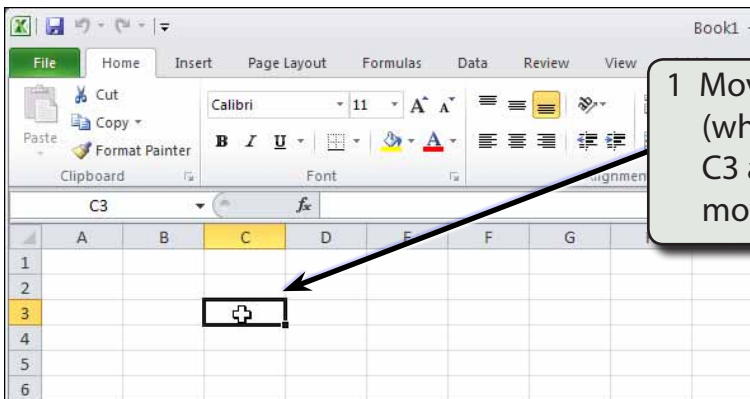 Book1 -
File Home Insert Page Layout Formulas Data Review View
Cut
Copy
Format Painter
Paste
Clipboard
Calibri 11 A A
B I U A
Font
C3 fx
A B C D E F G
1
2
3
4
5
6
1 Mov
(wh
C3 a
mo